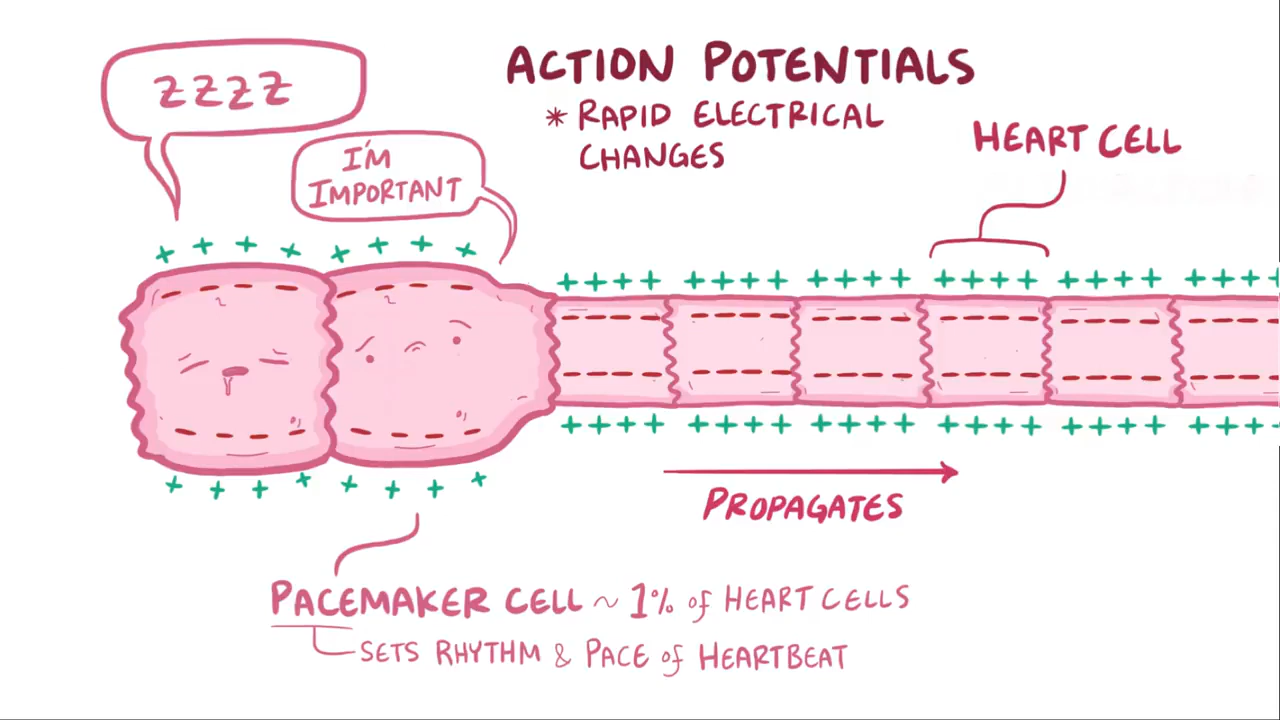 ZZZZ
I'M
IMPORTANT
ACTION POTENTIALS
* RAPID ELECTRICAL
CHANGES
HEART CELL
PROPAGATES
PACEMAKER CELL ~ 1% of HEART CELLS
SETS RHYTHM & PACE of HEARTBEAT